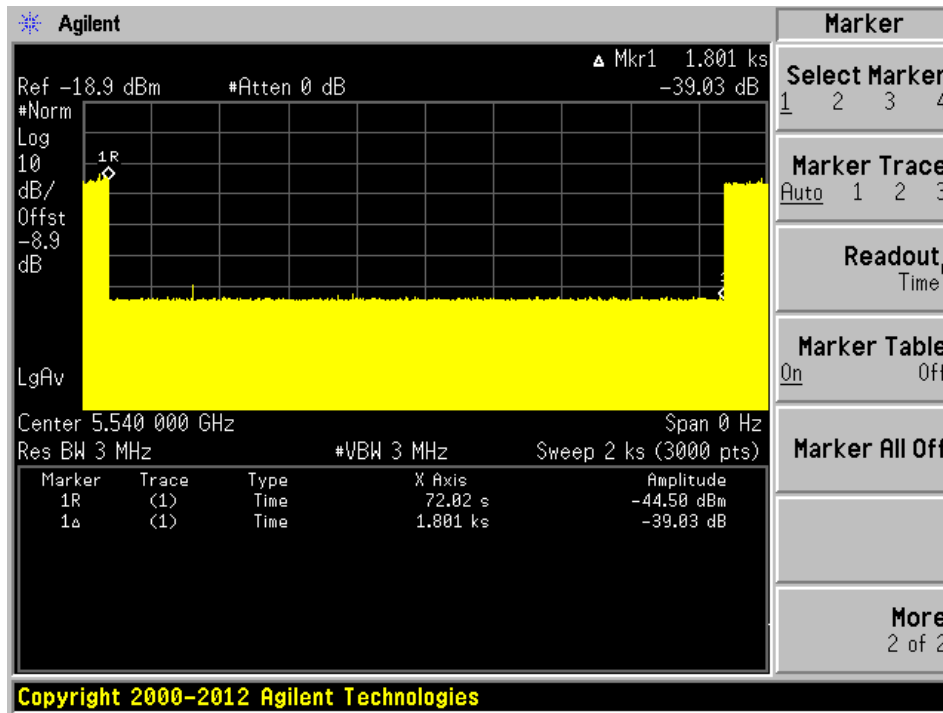 Agilent
Marker
Δ Mkr1 1.801 ks
Ref -18.9 dBm #Atten 0 dB -39.03 dB
#Norm
Log
10
dB/
Offst
-8.9
dB
LgAv
1R
Center 5.540 000 GHz Span 0 Hz
Res BW 3 MHz #VBW 3 MHz Sweep 2 ks (3000 pts)
Marker Trace Type X Axis Amplitude
1R (1) Time 72.02 s -44.50 dBm
1Δ (1) Time 1.801 ks -39.03 dB
Select Marker
1 2 3 4
Marker Trace
Auto 1 2 3
Readout
Time
Marker Table
On Off
Marker All Off
More
2 of 2
Copyright 2000-2012 Agilent Technologies